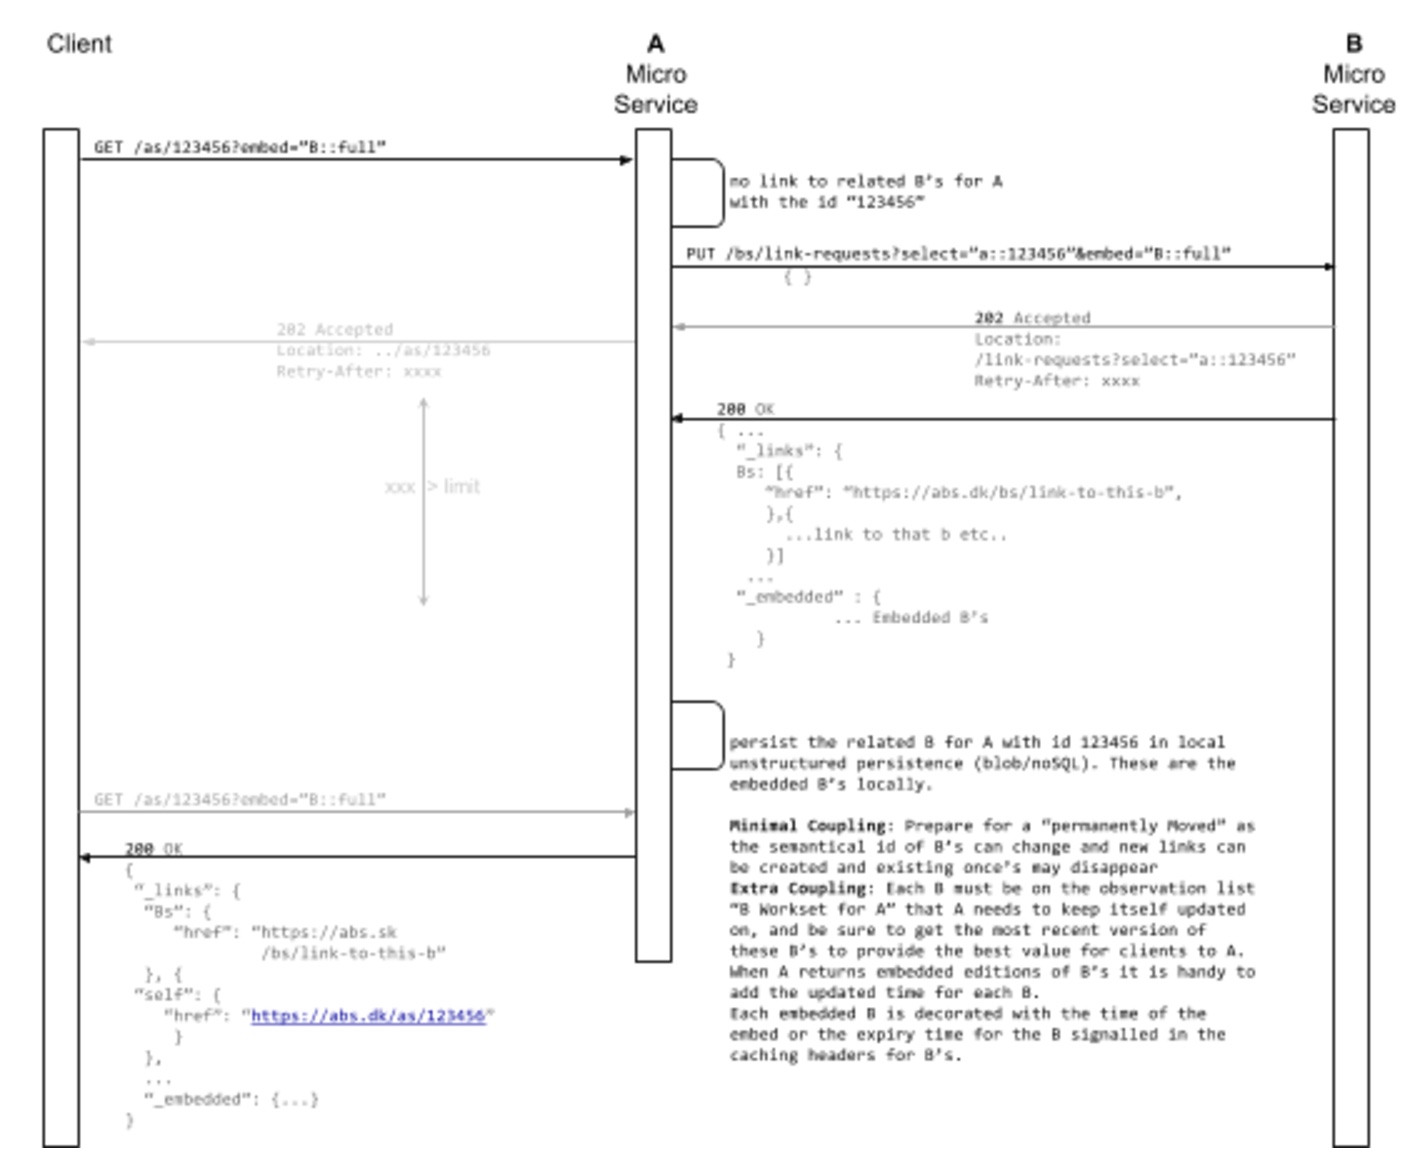 Client
A
Micro
Service
B
Micro
Service
GET /as/123456?embed="B::full"
no link to related B's for A
with the id "123456"
PUT /bs/link-requests?select="a::123456"&embed="B::full"
{ }
202 Accepted
Location: ../as/123456
Retry-After: xxxx
202 Accepted
Location:
/link-requests?select="a::123456"
Retry-After: xxxx
xxx > limit
200 OK
{ ...
"_links": {
Bs: [{
"href": "https://abs.dk/bs/link-to-this-b",
},{
...link to that b etc..
}]
...
"_embedded" : {
... Embedded B's
}
}
persist the related B for A with id 123456 in local
unstructured persistence (blob/noSQL). These are the
embedded B's locally.
GET /as/123456?embed="B::full"
Minimal Coupling: Prepare for a "permanently Moved" as
the semantical id of B's can change and new links can
be created and existing once's may disappear
Extra Coupling: Each B must be on the observation list
"B Workset for A" that A needs to keep itself updated
on, and be sure to get the most recent version of
these B's to provide the best value for clients to A.
When A returns embedded editions of B's it is handy to
add the updated time for each B.
Each embedded B is decorated with the time of the
embed or the expiry time for the B signalled in the
caching headers for B's.
200 OK
{
"_links": {
"Bs": {
"href": "https://abs.sk
/bs/link-to-this-b"
}, {
"self": {
"href": "https://abs.dk/as/123456"
}
},
...
"_embedded": {...}
}